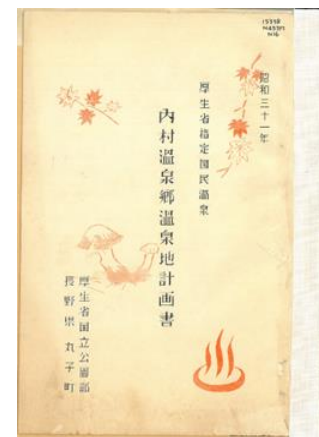 昭和三十一年
厚生省指定国民温泉
内村温泉郷温泉地計画書
厚生省国立公園部
長野県丸子町